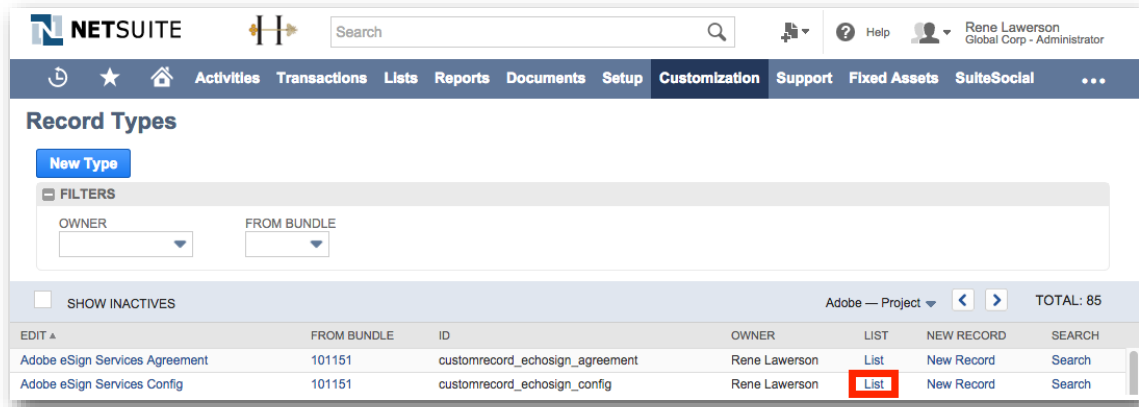 NETSUITE
Search
Help
Rene Lawerson
Global Corp - Administrator
Activities Transactions Lists Reports Documents Setup Customization Support Fixed Assets SuiteSocial
Record Types
New Type
FILTERS
OWNER FROM BUNDLE
SHOW INACTIVES Adobe — Project TOTAL: 85
EDIT FROM BUNDLE ID OWNER LIST NEW RECORD SEARCH
Adobe eSign Services Agreement 101151 customrecord_echosign_agreement Rene Lawerson List New Record Search
Adobe eSign Services Config 101151 customrecord_echosign_config Rene Lawerson List New Record Search